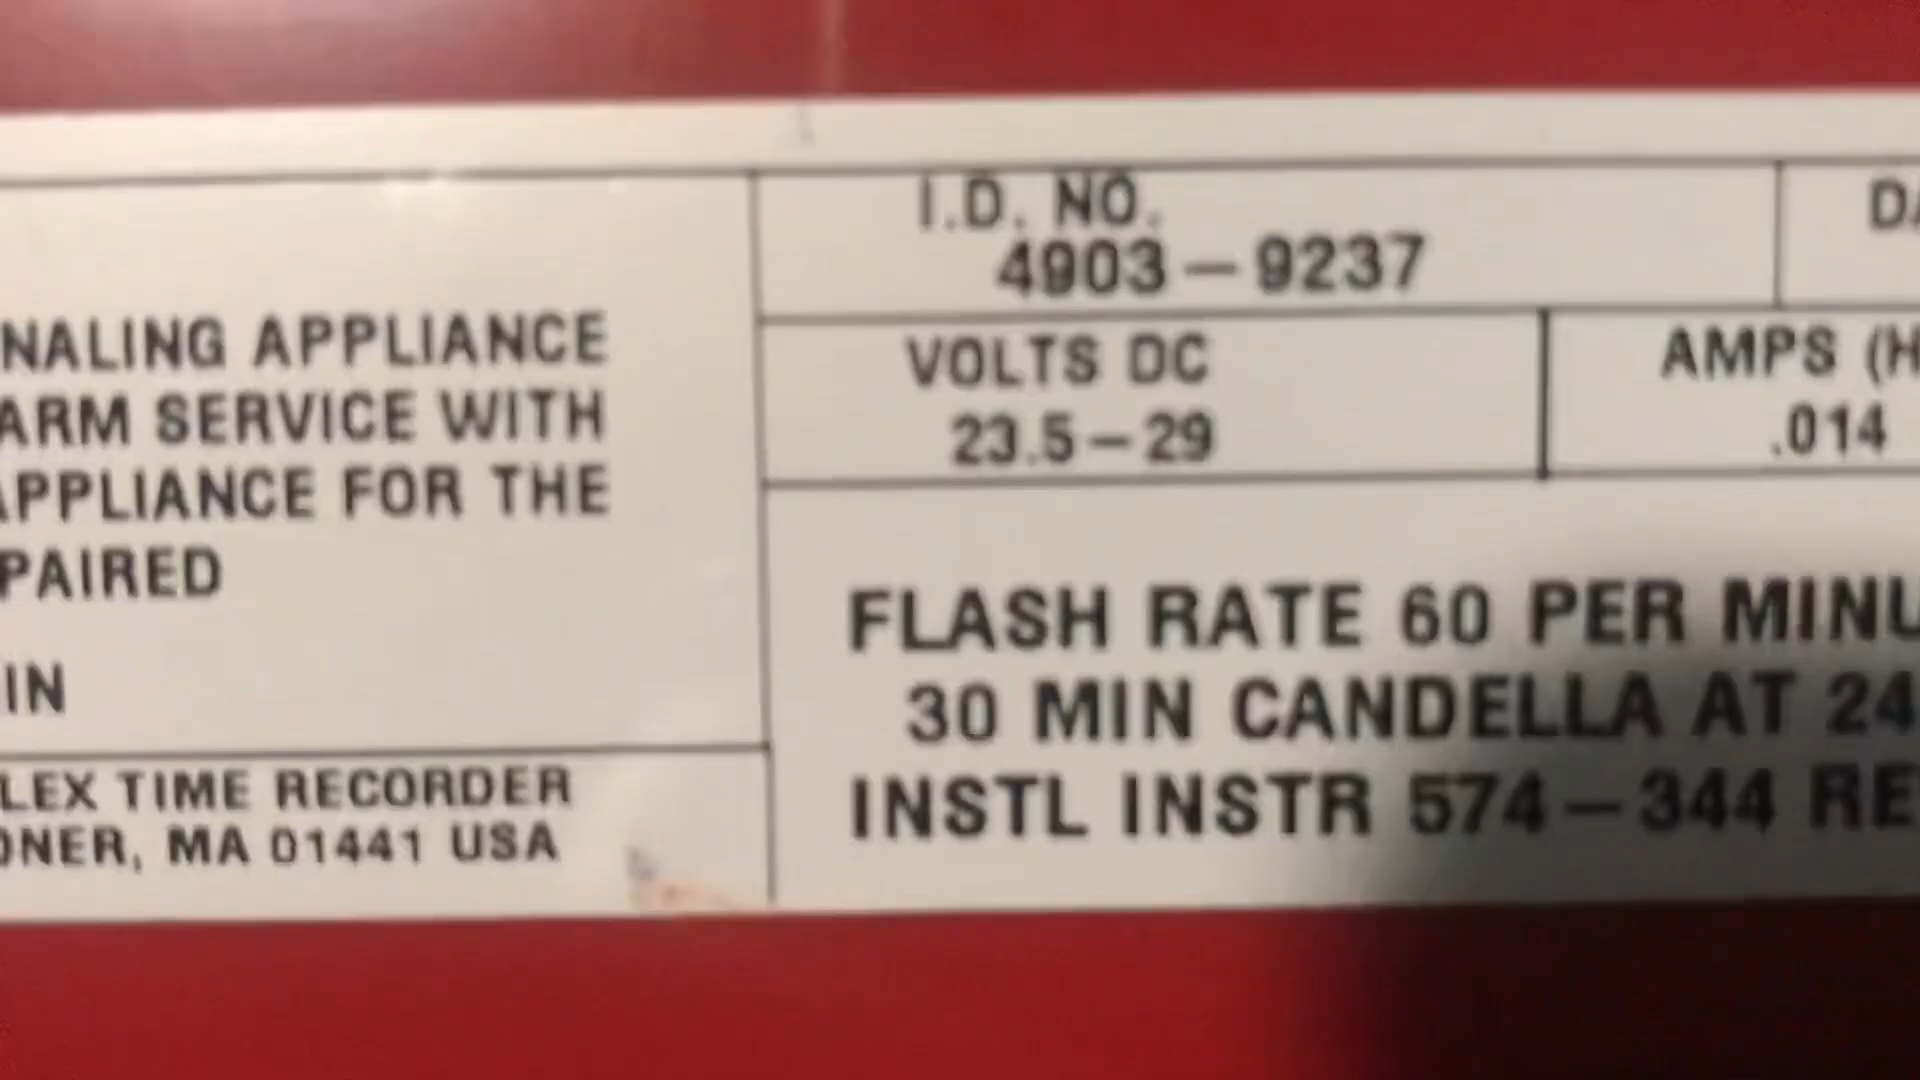 NALING APPLIANCE
ARM SERVICE WITH
APPLIANCE FOR THE
PAIRED
IN
LEX TIME RECORDER
ONER, MA 01441 USA
I.D. NO.
4903-9237
DA
VOLTS DC
23.5-29
AMPS (H
.014
FLASH RATE 60 PER MINU
30 MIN CANDELLA AT 24
INSTL INSTR 574-344 RE